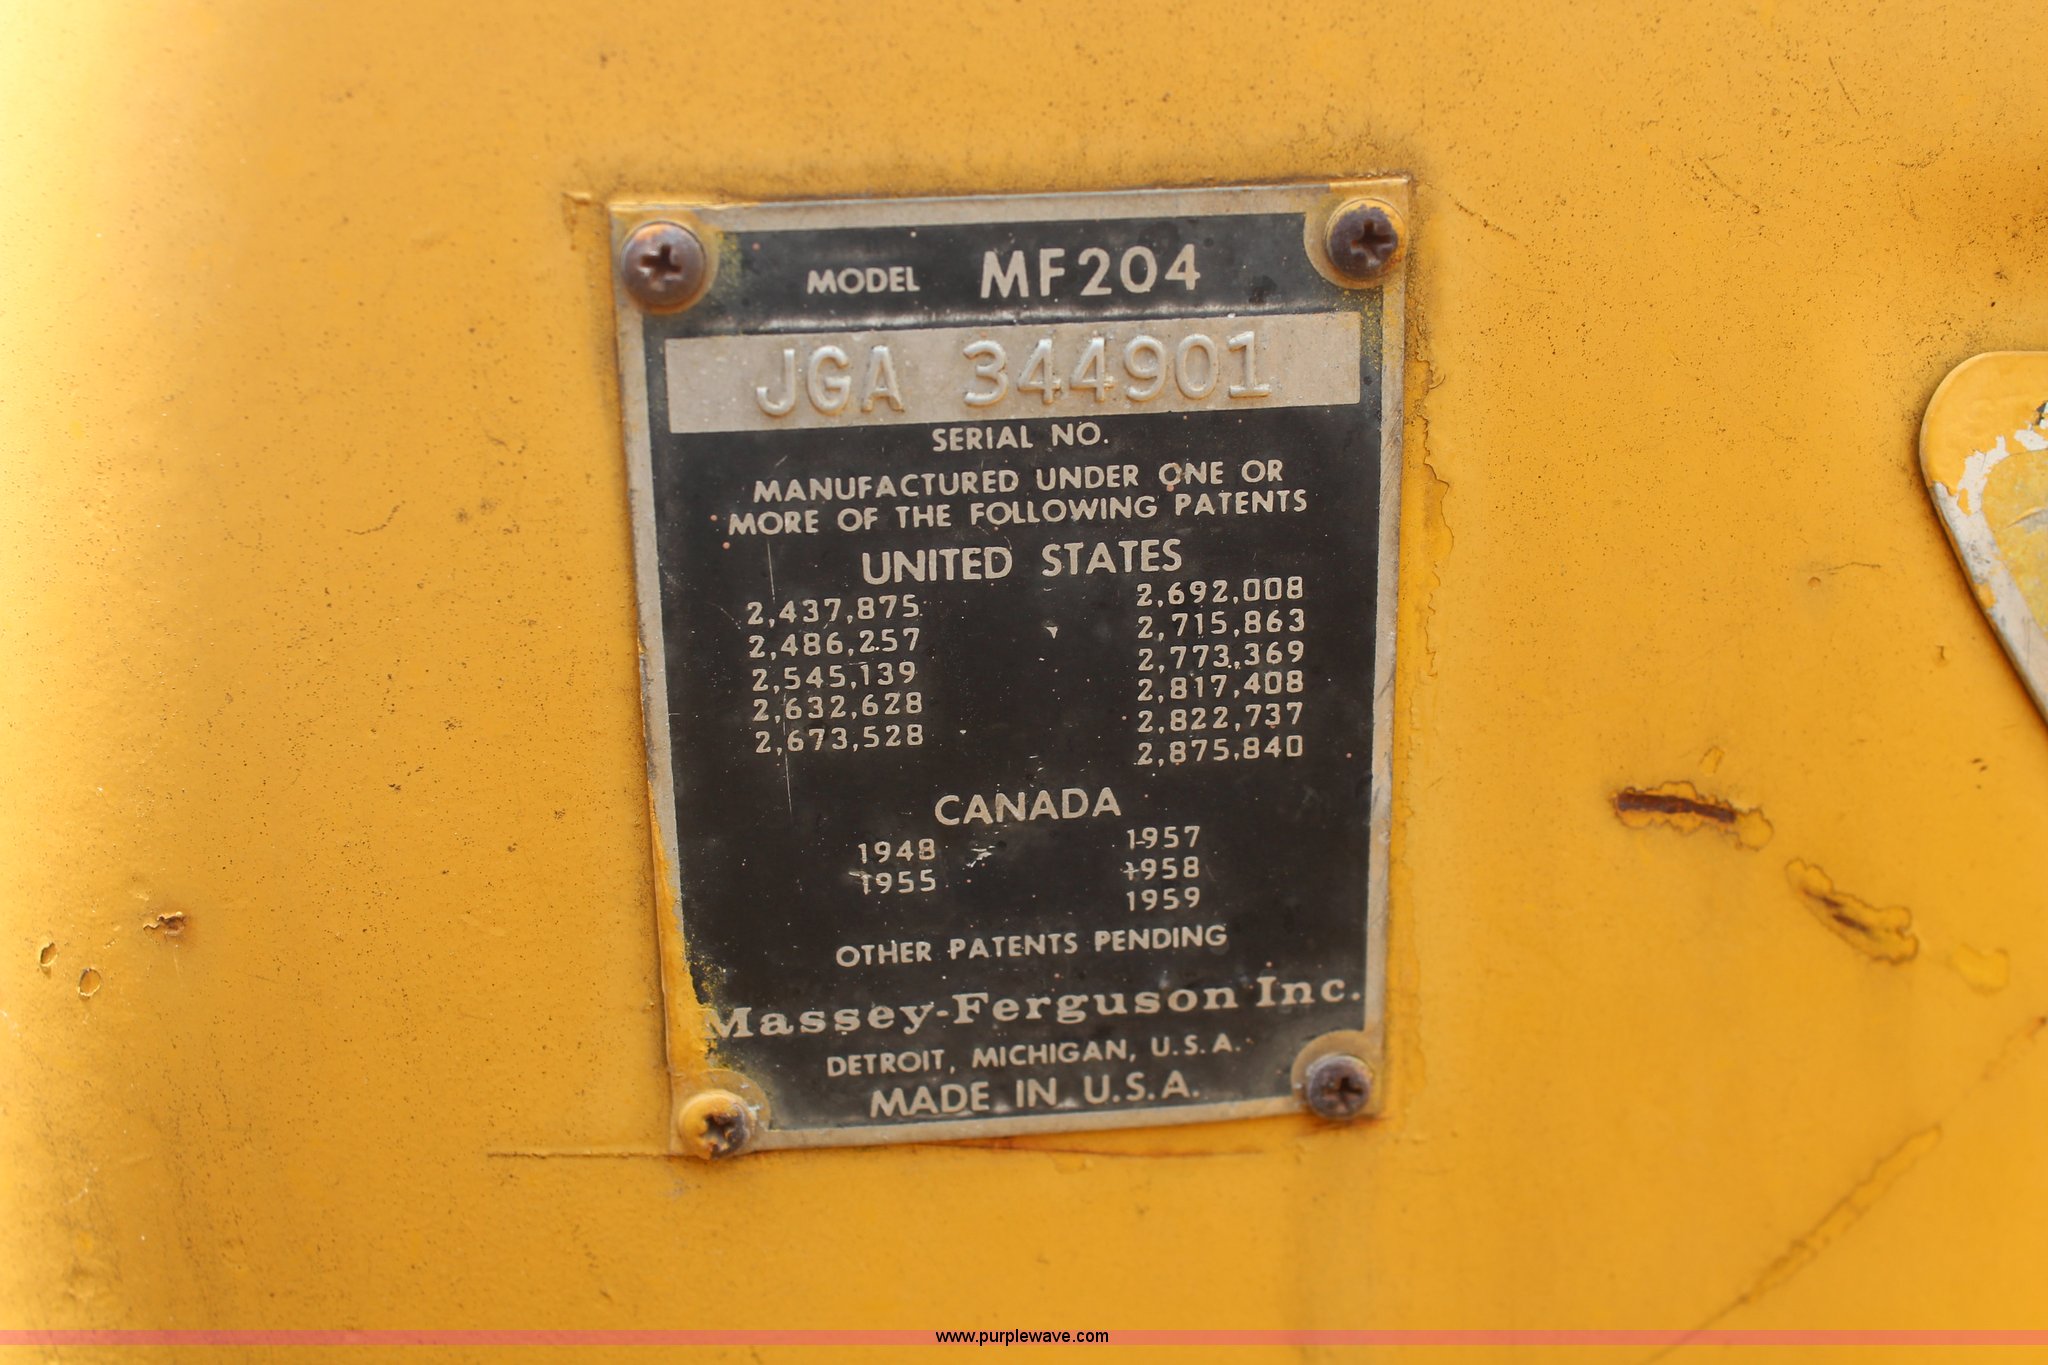 MODEL MF204
JGA 344901
SERIAL NO.
MANUFACTURED UNDER ONE OR
MORE OF THE FOLLOWING PATENTS
UNITED STATES
2,437,875 2,692,008
2,486,257 2,715,863
2,545,139 2,773,369
2,632,628 2,817,408
2,673,528 2,822,737
2,875,840
CANADA
1948 1957
1955 1958
1959
OTHER PATENTS PENDING
Massey-Ferguson Inc.
DETROIT, MICHIGAN, U.S.A.
MADE IN U.S.A.
www.purplewave.com